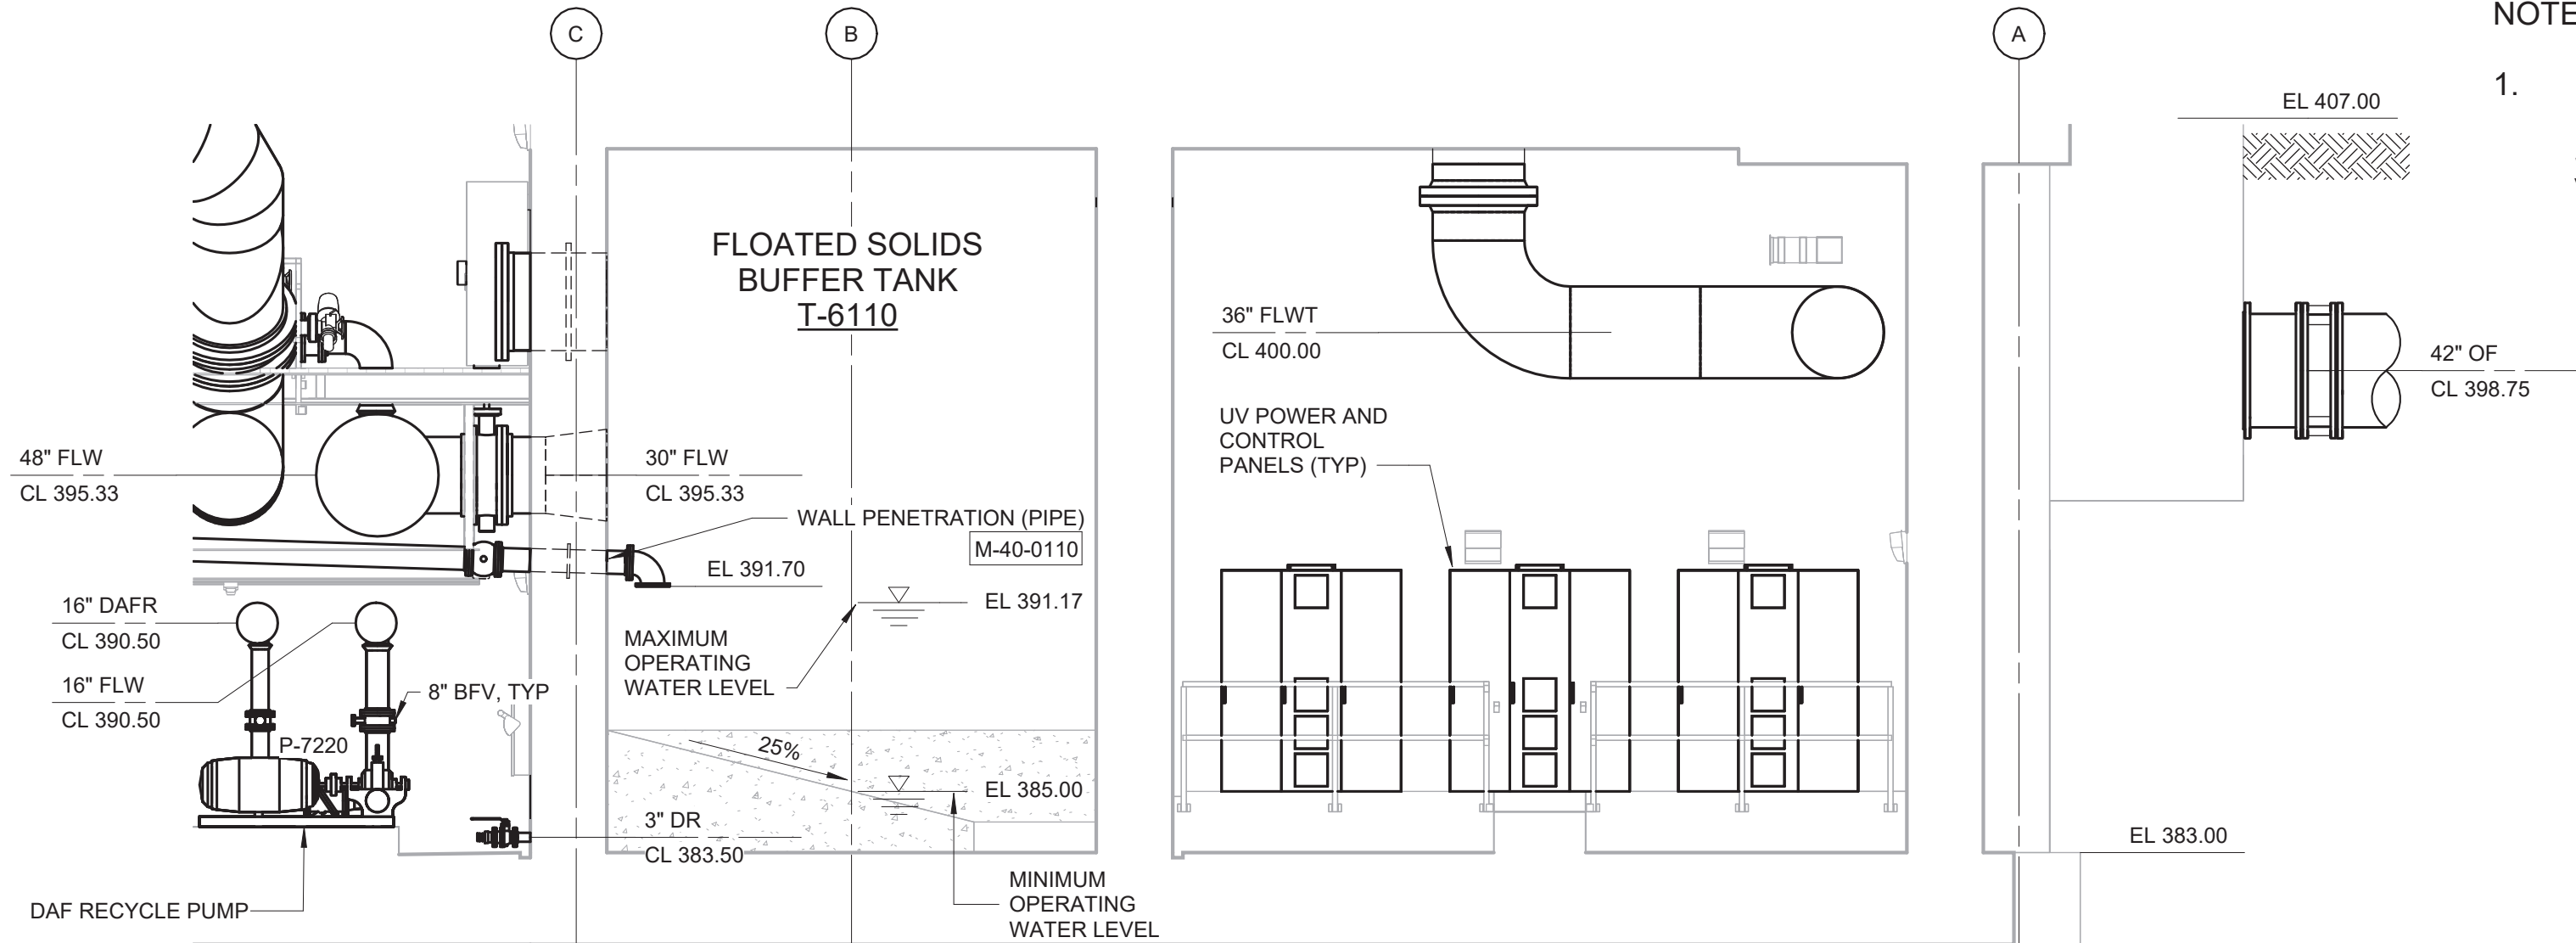 C
B
A
NOTE
1.
EL 407.00
FLOATED SOLIDS
BUFFER TANK
T-6110
36" FLWT
CL 400.00
42" OF
CL 398.75
UV POWER AND
CONTROL
PANELS (TYP)
48" FLW
CL 395.33
30" FLW
CL 395.33
WALL PENETRATION (PIPE)
M-40-0110
EL 391.70
EL 391.17
16" DAFR
CL 390.50
MAXIMUM
OPERATING
WATER LEVEL
16" FLW
CL 390.50
8" BFV, TYP
P-7220
25%
EL 385.00
3" DR
CL 383.50
EL 383.00
MINIMUM
OPERATING
WATER LEVEL
DAF RECYCLE PUMP